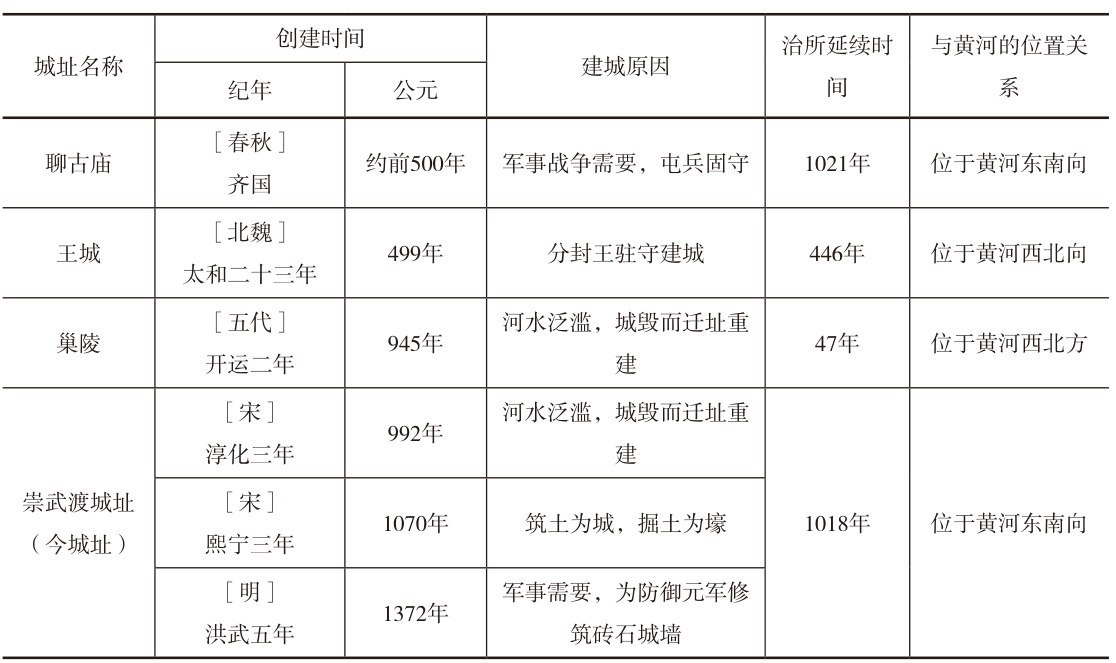 城址名称
创建时间
建城原因
治所延续时
间
与黄河的位置关
系
纪年
公元
聊古庙
［春秋］
齐国
约前500年
军事战争需要，屯兵固守
1021年
位于黄河东南向
王城
［北魏］
太和二十三年
499年
分封王驻守建城
446年
位于黄河西北向
巢陵
［五代］
开运二年
945年
河水泛滥，城毁而迁址重
建
47年
位于黄河西北方
崇武渡城址
（今城址）
［宋］
淳化三年
992年
河水泛滥，城毁而迁址重
建
［宋］
熙宁三年
1070年
筑土为城，掘土为壕
［明］
洪武五年
1372年
军事需要，为防御元军修
筑砖石城墙
1018年
位于黄河东南向